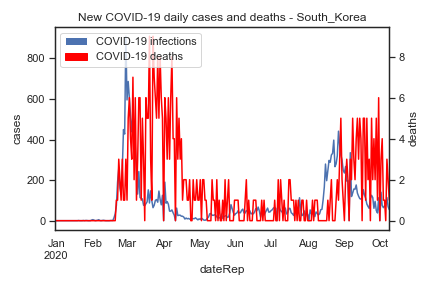 New COVID-19 daily cases and deaths - South_Korea
COVID-19 infections
COVID-19 deaths
cases
800
600
400
200
0
8
6
4
2
0
deaths
Jan Feb Mar Apr May Jun Jul Aug Sep Oct
2020
dateRep